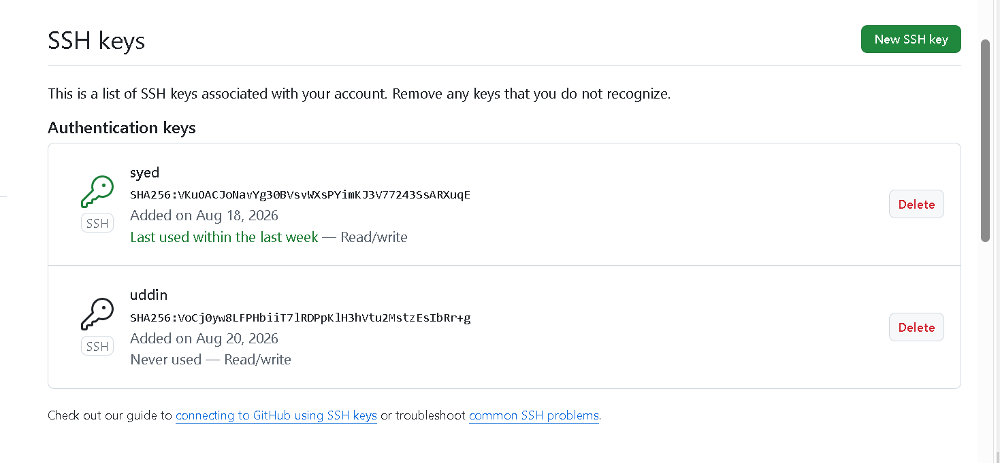 SSH keys
New SSH key
This is a list of SSH keys associated with your account. Remove any keys that you do not recognize.
Authentication keys
syed
SHA256:VKuOACJoNavYg30BVsvWXsPYimKJ3V77243SsARXuqE
Added on Aug 18, 2026
Last used within the last week — Read/write
SSH
Delete
uddin
SHA256:VoCj0yw8LFPHbiiT7lRDPpKlH3hVtu2MstzEsIbRr+g
Added on Aug 20, 2026
Never used — Read/write
SSH
Delete
Check out our guide to connecting to GitHub using SSH keys or troubleshoot common SSH problems.